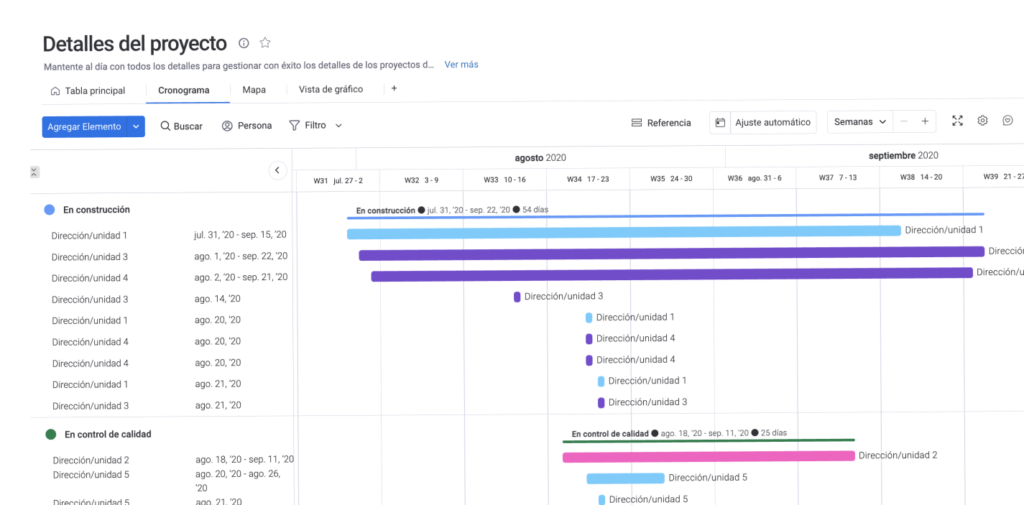 Detalles del proyecto
Mantente al día con todos los detalles para gestionar con éxito los detalles de los proyectos d... Ver más
Tabla principal Cronograma Mapa Vista de gráfico +
Agregar Elemento Buscar Persona Filtro Referencia Ajuste automático Semanas − +
agosto 2020 septiembre 2020
W31 jul. 27 - 2 W32 3 - 9 W33 10 - 16 W34 17 - 23 W35 24 - 30 W36 ago. 31 - 6 W37 7 - 13 W38 14 - 20 W39 21 - 27
En construcción En construcción ● jul. 31, '20 - sep. 22, '20 ● 54 días
Dirección/unidad 1 jul. 31, '20 - sep. 15, '20 Dirección/unidad 1
Dirección/unidad 3 ago. 1, '20 - sep. 22, '20 Direcció
Dirección/unidad 4 ago. 2, '20 - sep. 21, '20 Dirección/u
Dirección/unidad 3 ago. 14, '20 Dirección/unidad 3
Dirección/unidad 1 ago. 20, '20 Dirección/unidad 1
Dirección/unidad 4 ago. 20, '20 Dirección/unidad 4
Dirección/unidad 4 ago. 20, '20 Dirección/unidad 4
Dirección/unidad 1 ago. 21, '20 Dirección/unidad 1
Dirección/unidad 3 ago. 21, '20 Dirección/unidad 3
En control de calidad En control de calidad ● ago. 18, '20 - sep. 11, '20 ● 25 días
Dirección/unidad 2 ago. 18, '20 - sep. 11, '20 Dirección/unidad 2
Dirección/unidad 5 ago. 20, '20 - ago. 26, Dirección/unidad 5
'20
Dirección/unidad 5 ago. 21, '20 Dirección/unidad 5